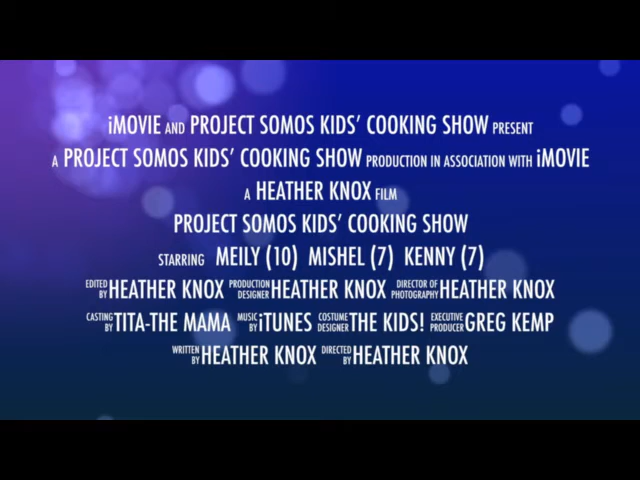 iMOVIE AND PROJECT SOMOS KIDS' COOKING SHOW PRESENT
A PROJECT SOMOS KIDS' COOKING SHOW PRODUCTION IN ASSOCIATION WITH iMOVIE
A HEATHER KNOX FILM
PROJECT SOMOS KIDS' COOKING SHOW
STARRING MEILY (10) MISHEL (7) KENNY (7)
EDITED BY HEATHER KNOX PRODUCTION DESIGNER HEATHER KNOX DIRECTOR OF PHOTOGRAPHY HEATHER KNOX
CASTING BY TITA-THE MAMA MUSIC BY iTUNES COSTUME DESIGNER THE KIDS! EXECUTIVE PRODUCER GREG KEMP
WRITTEN BY HEATHER KNOX DIRECTED BY HEATHER KNOX